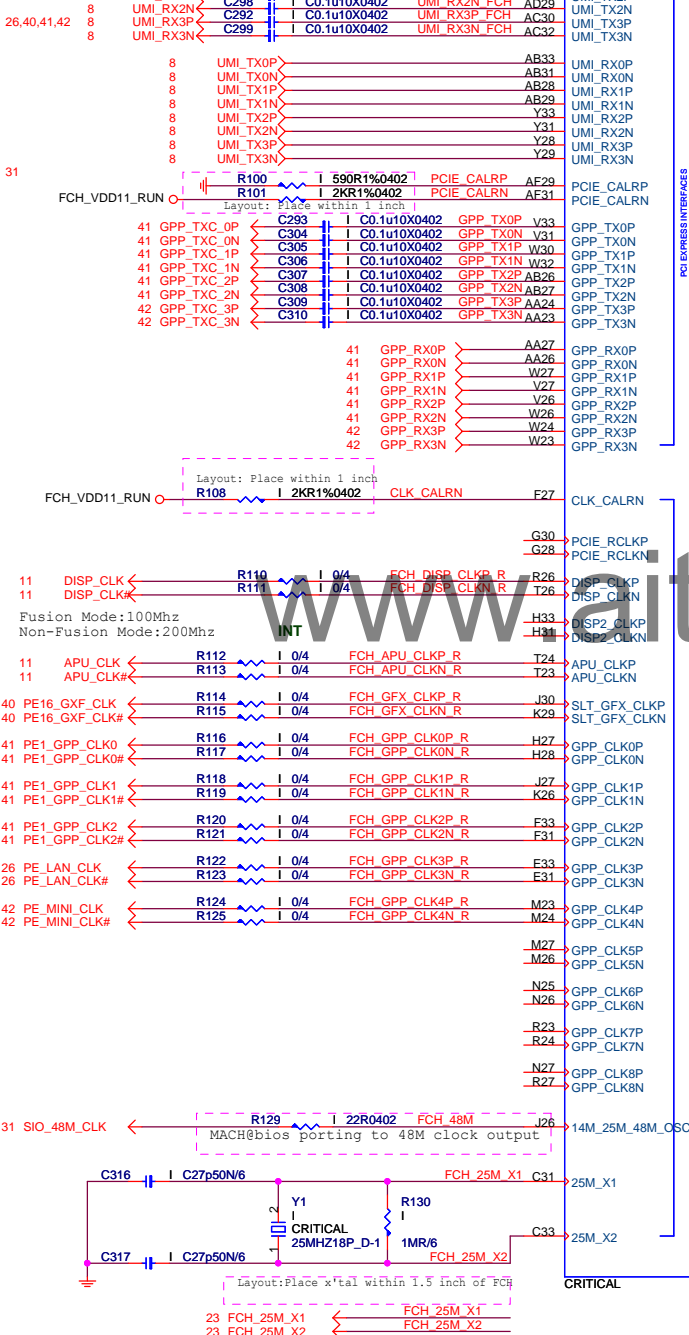 8 UMI_RX2N C298 I C0.1u10X0402 UMI_RX2N_FCH AD29 UMI_TX2N
26,40,41,42 8 UMI_RX3P C292 I C0.1u10X0402 UMI_RX3P_FCH AC30 UMI_TX3P
8 UMI_RX3N C299 I C0.1u10X0402 UMI_RX3N_FCH AC32 UMI_TX3N
8 UMI_TX0P AB33 UMI_RX0P
8 UMI_TX0N AB31 UMI_RX0N
8 UMI_TX1P AB28 UMI_RX1P
8 UMI_TX1N AB29 UMI_RX1N
8 UMI_TX2P Y33 UMI_RX2P
8 UMI_TX2N Y31 UMI_RX2N
8 UMI_TX3P Y28 UMI_RX3P
8 UMI_TX3N Y29 UMI_RX3N
31
R100 I 590R1%0402 PCIE_CALRP AF29 PCIE_CALRP
FCH_VDD11_RUN R101 I 2KR1%0402 PCIE_CALRN AF31 PCIE_CALRN
Layout: Place within 1 inch
PCI EXPRESS INTERFACES
41 GPP_TXC_0P C293 I C0.1u10X0402 GPP_TX0P V33 GPP_TX0P
41 GPP_TXC_0N C304 I C0.1u10X0402 GPP_TX0N V31 GPP_TX0N
41 GPP_TXC_1P C305 I C0.1u10X0402 GPP_TX1P W30 GPP_TX1P
41 GPP_TXC_1N C306 I C0.1u10X0402 GPP_TX1N W32 GPP_TX1N
41 GPP_TXC_2P C307 I C0.1u10X0402 GPP_TX2P AB26 GPP_TX2P
41 GPP_TXC_2N C308 I C0.1u10X0402 GPP_TX2N AB27 GPP_TX2N
42 GPP_TXC_3P C309 I C0.1u10X0402 GPP_TX3P AA24 GPP_TX3P
42 GPP_TXC_3N C310 I C0.1u10X0402 GPP_TX3N AA23 GPP_TX3N
41 GPP_RX0P AA27 GPP_RX0P
41 GPP_RX0N AA26 GPP_RX0N
41 GPP_RX1P W27 GPP_RX1P
41 GPP_RX1N V27 GPP_RX1N
41 GPP_RX2P V26 GPP_RX2P
41 GPP_RX2N W26 GPP_RX2N
42 GPP_RX3P W24 GPP_RX3P
42 GPP_RX3N W23 GPP_RX3N
Layout: Place within 1 inch
FCH_VDD11_RUN R108 I 2KR1%0402 CLK_CALRN F27 CLK_CALRN
G30 PCIE_RCLKP
G28 PCIE_RCLKN
www.ait
11 DISP_CLK R110 I 0/4 FCH_DISP_CLKP_R R26 DISP_CLKP
11 DISP_CLK# R111 I 0/4 FCH_DISP_CLKN_R T26 DISP_CLKN
Fusion Mode:100Mhz
Non-Fusion Mode:200Mhz
INT
H33 DISP2_CLKP
H31 DISP2_CLKN
11 APU_CLK R112 I 0/4 FCH_APU_CLKP_R T24 APU_CLKP
11 APU_CLK# R113 I 0/4 FCH_APU_CLKN_R T23 APU_CLKN
40 PE16_GXF_CLK R114 I 0/4 FCH_GFX_CLKP_R J30 SLT_GFX_CLKP
40 PE16_GXF_CLK# R115 I 0/4 FCH_GFX_CLKN_R K29 SLT_GFX_CLKN
41 PE1_GPP_CLK0 R116 I 0/4 FCH_GPP_CLK0P_R H27 GPP_CLK0P
41 PE1_GPP_CLK0# R117 I 0/4 FCH_GPP_CLK0N_R H28 GPP_CLK0N
41 PE1_GPP_CLK1 R118 I 0/4 FCH_GPP_CLK1P_R J27 GPP_CLK1P
41 PE1_GPP_CLK1# R119 I 0/4 FCH_GPP_CLK1N_R K26 GPP_CLK1N
41 PE1_GPP_CLK2 R120 I 0/4 FCH_GPP_CLK2P_R F33 GPP_CLK2P
41 PE1_GPP_CLK2# R121 I 0/4 FCH_GPP_CLK2N_R F31 GPP_CLK2N
26 PE_LAN_CLK R122 I 0/4 FCH_GPP_CLK3P_R E33 GPP_CLK3P
26 PE_LAN_CLK# R123 I 0/4 FCH_GPP_CLK3N_R E31 GPP_CLK3N
42 PE_MINI_CLK R124 I 0/4 FCH_GPP_CLK4P_R M23 GPP_CLK4P
42 PE_MINI_CLK# R125 I 0/4 FCH_GPP_CLK4N_R M24 GPP_CLK4N
M27 GPP_CLK5P
M26 GPP_CLK5N
N25 GPP_CLK6P
N26 GPP_CLK6N
R23 GPP_CLK7P
R24 GPP_CLK7N
N27 GPP_CLK8P
R27 GPP_CLK8N
31 SIO_48M_CLK R129 I 22R0402 FCH_48M J26 14M_25M_48M_OSC
MACH@bios porting to 48M clock output
C316 I C27p50N/6 FCH_25M_X1 C31 25M_X1
2 Y1 I CRITICAL 25MHZ18P_D-1 1
R130 I 1MR/6
C33 25M_X2
C317 I C27p50N/6 FCH_25M_X2
Layout:Place x'tal within 1.5 inch of FCH
CRITICAL
23 FCH_25M_X1 FCH_25M_X1
23 FCH_25M_X2 FCH_25M_X2